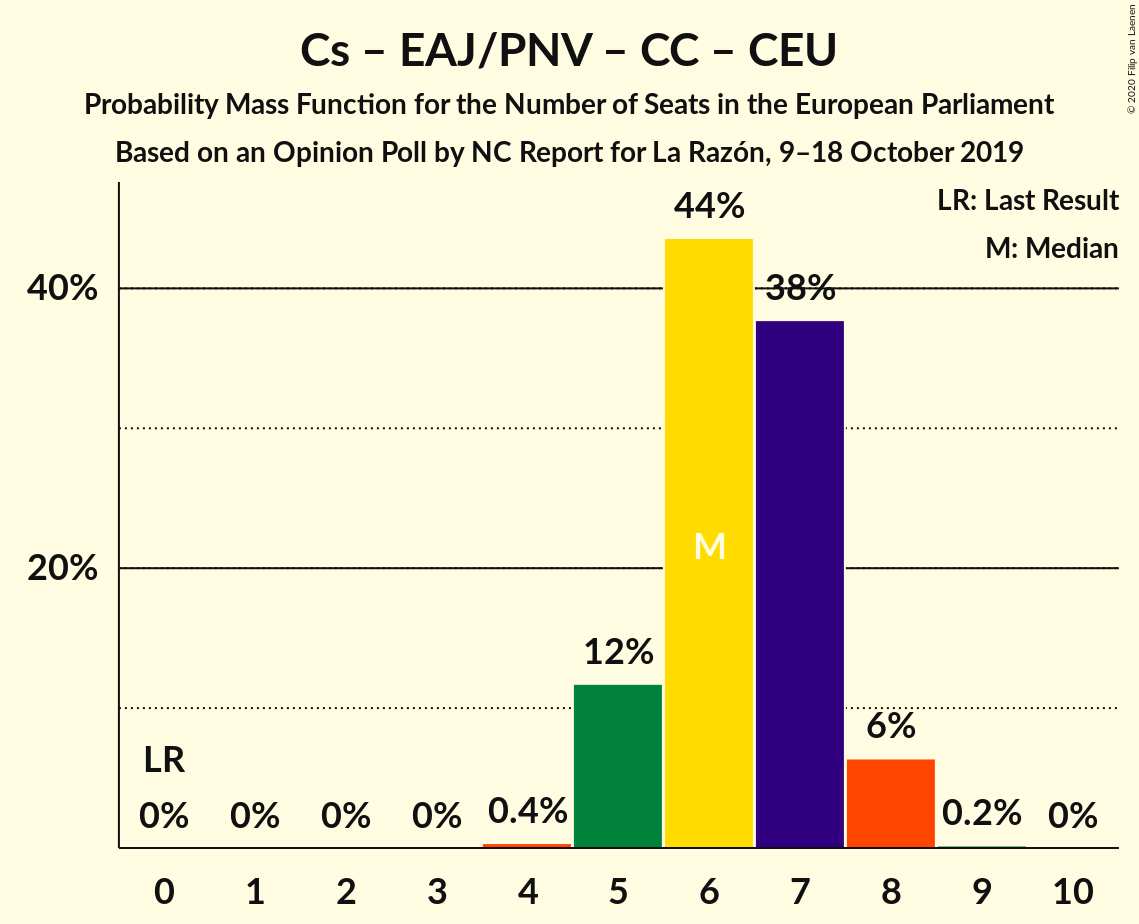 Cs – EAJ/PNV – CC – CEU
Probability Mass Function for the Number of Seats in the European Parliament
Based on an Opinion Poll by NC Report for La Razón, 9–18 October 2019
© 2020 Filip van Laenen
LR: Last Result
M: Median
44%
40%
38%
M
20%
12%
6%
LR
0% 0% 0% 0% 0.4% 0.2% 0%
0 1 2 3 4 5 6 7 8 9 10